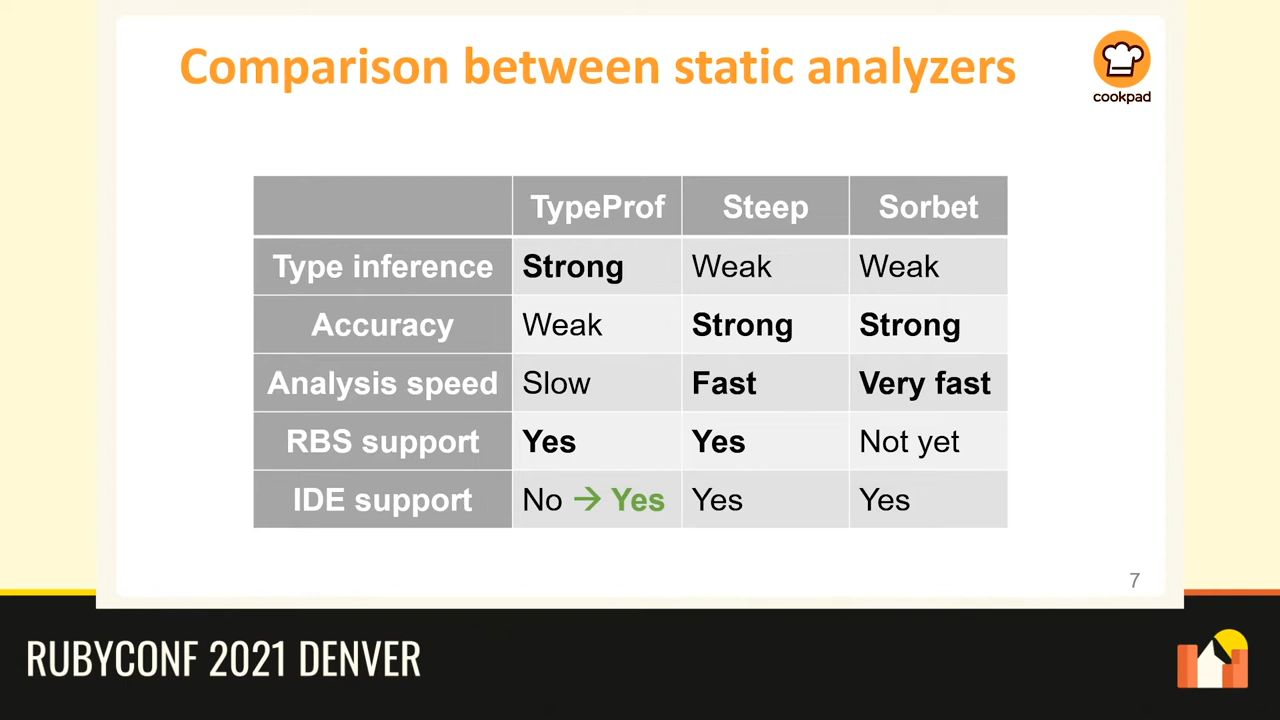 Comparison between static analyzers
cookpad
TypeProf Steep Sorbet
Type inference Strong Weak Weak
Accuracy Weak Strong Strong
Analysis speed Slow Fast Very fast
RBS support Yes Yes Not yet
IDE support No → Yes Yes Yes
7
RUBYCONF 2021 DENVER